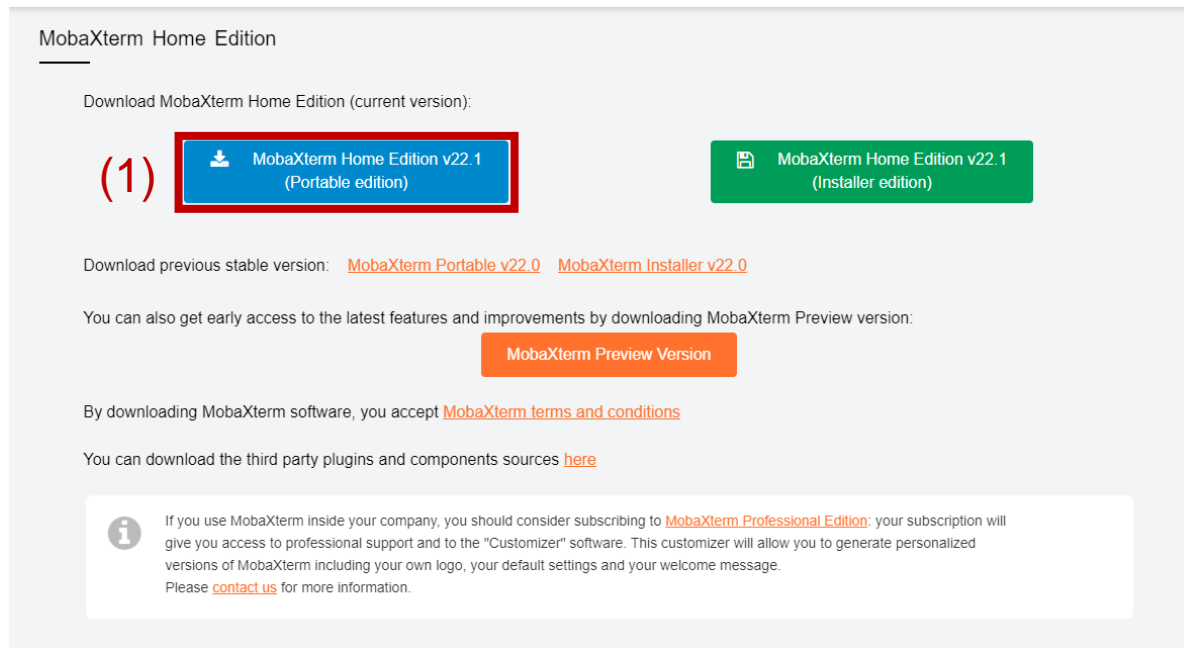 MobaXterm Home Edition
Download MobaXterm Home Edition (current version):
(1)
MobaXterm Home Edition v22.1
(Portable edition)
MobaXterm Home Edition v22.1
(Installer edition)
Download previous stable version: MobaXterm Portable v22.0 MobaXterm Installer v22.0
You can also get early access to the latest features and improvements by downloading MobaXterm Preview version:
MobaXterm Preview Version
By downloading MobaXterm software, you accept MobaXterm terms and conditions
You can download the third party plugins and components sources here
If you use MobaXterm inside your company, you should consider subscribing to MobaXterm Professional Edition: your subscription will
give you access to professional support and to the "Customizer" software. This customizer will allow you to generate personalized
versions of MobaXterm including your own logo, your default settings and your welcome message.
Please contact us for more information.